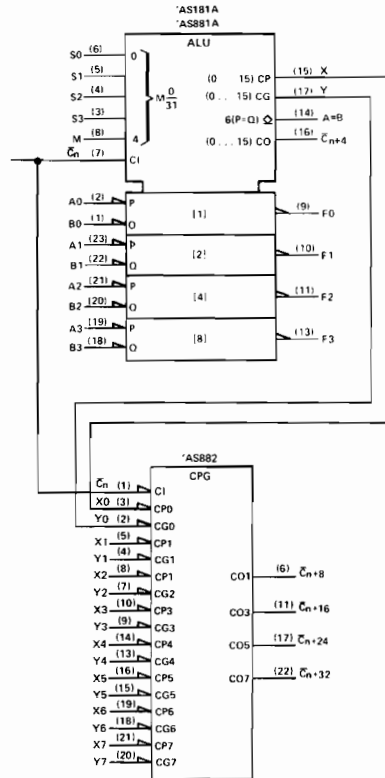 'AS181A
'AS881A
ALU
S0 (6) 0
S1 (5)
S2 (4)
S3 (3)
M (8) 4
M 0/31
C̅n (7) CI
(0 15) CP (15) X
(0 . . . 15) CG (17) Y
6(P=Q) (14) A=B
(0 . . . 15) CO (16) C̅n+4
A0 (2) P
B0 (1) Q
[1] (9) F0
A1 (23) P
B1 (22) Q
[2] (10) F1
A2 (21) P
B2 (20) Q
[4] (11) F2
A3 (19) P
B3 (18) Q
[8] (13) F3
'AS882
CPG
C̅n (1) CI
X0 (3) CP0
Y0 (2) CG0
X1 (5) CP1
Y1 (4) CG1
X2 (8) CP1
Y2 (7) CG2
X3 (10) CP3
Y3 (9) CG3
X4 (14) CP4
Y4 (13) CG4
X5 (16) CP5
Y5 (15) CG5
X6 (19) CP6
Y6 (18) CG6
X7 (21) CP7
Y7 (20) CG7
CO1 (6) C̅n+8
CO3 (11) C̅n+16
CO5 (17) C̅n+24
CO7 (22) C̅n+32